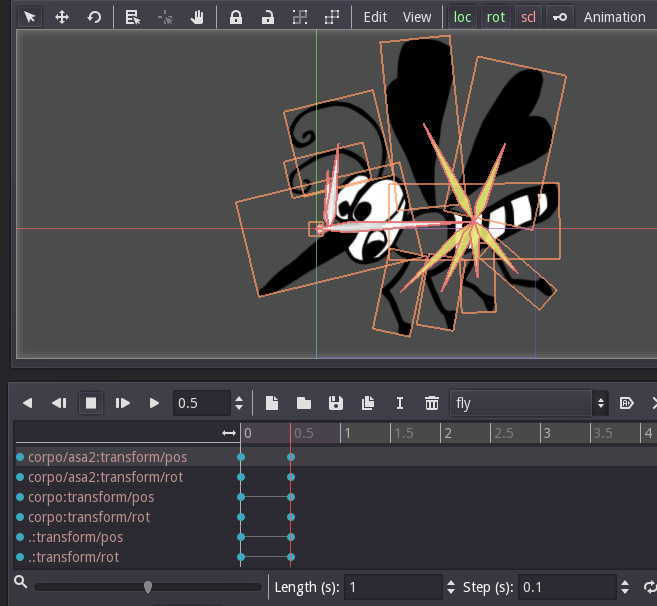 Edit View loc rot scl Animation
0.5 fly
0 0.5 1 1.5 2 2.5 3 3.5 4
corpo/asa2:transform/pos
corpo/asa2:transform/rot
corpo:transform/pos
corpo:transform/rot
.:transform/pos
.:transform/rot
Length (s): 1 Step (s): 0.1